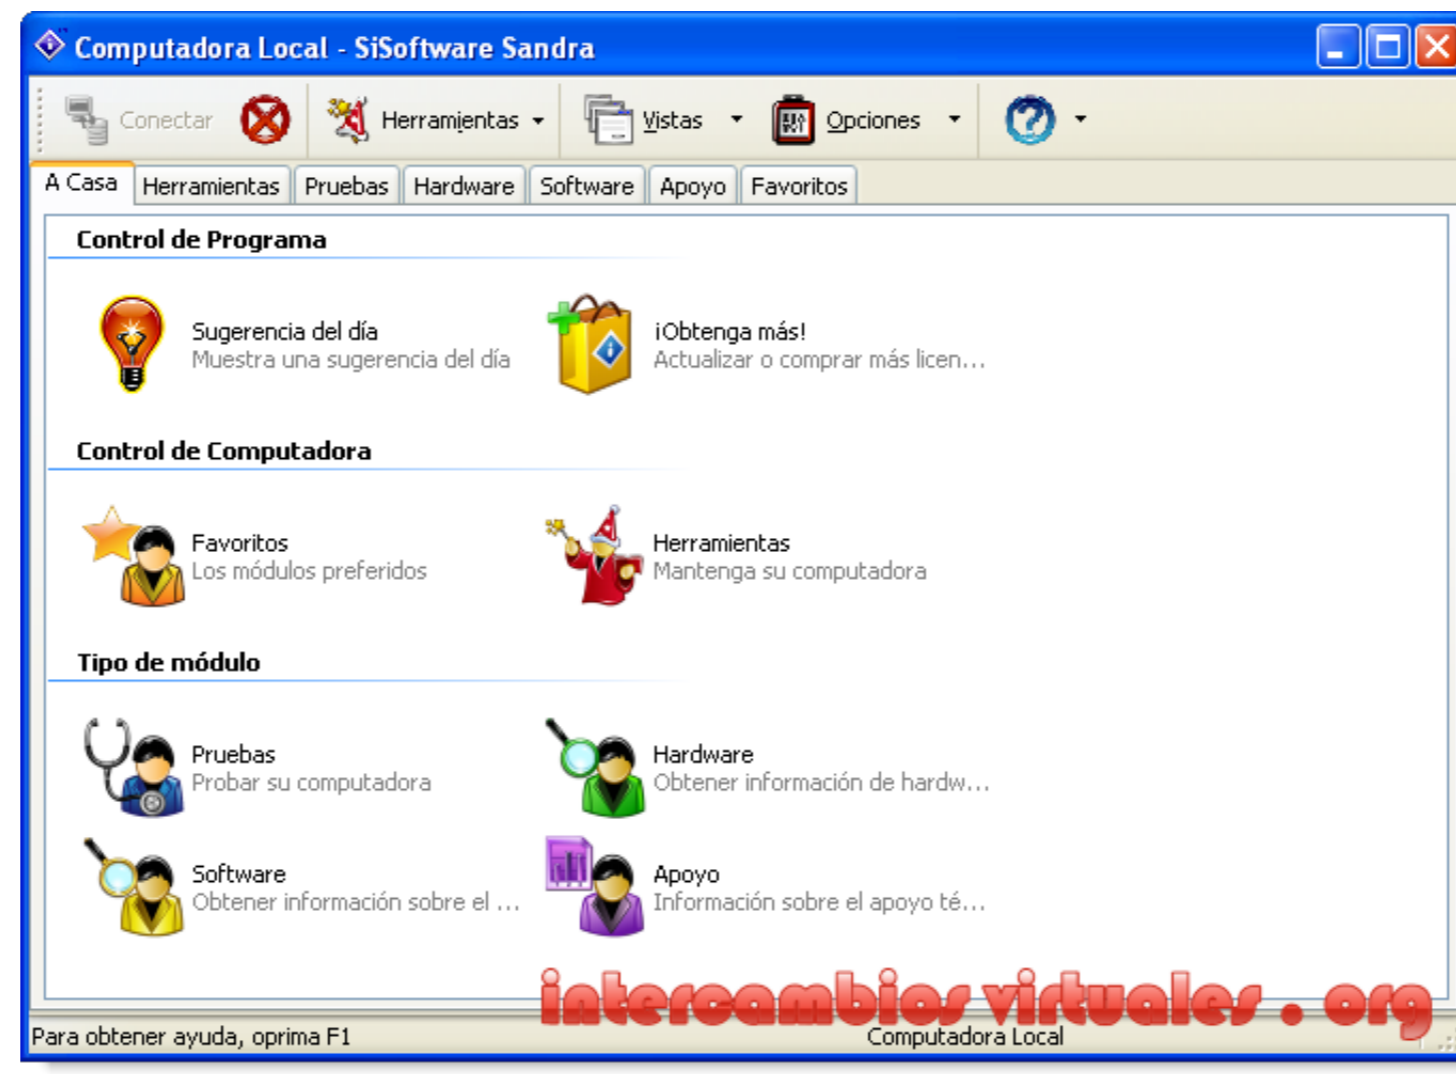 Computadora Local - SiSoftware Sandra
Conectar Herramientas Vistas Opciones
A Casa Herramientas Pruebas Hardware Software Apoyo Favoritos
Control de Programa
Sugerencia del día
Muestra una sugerencia del día
¡Obtenga más!
Actualizar o comprar más licen...
Control de Computadora
Favoritos
Los módulos preferidos
Herramientas
Mantenga su computadora
Tipo de módulo
Pruebas
Probar su computadora
Hardware
Obtener información de hardw...
Software
Obtener información sobre el ...
Apoyo
Información sobre el apoyo té...
intercambios virtuales . org
Para obtener ayuda, oprima F1
Computadora Local